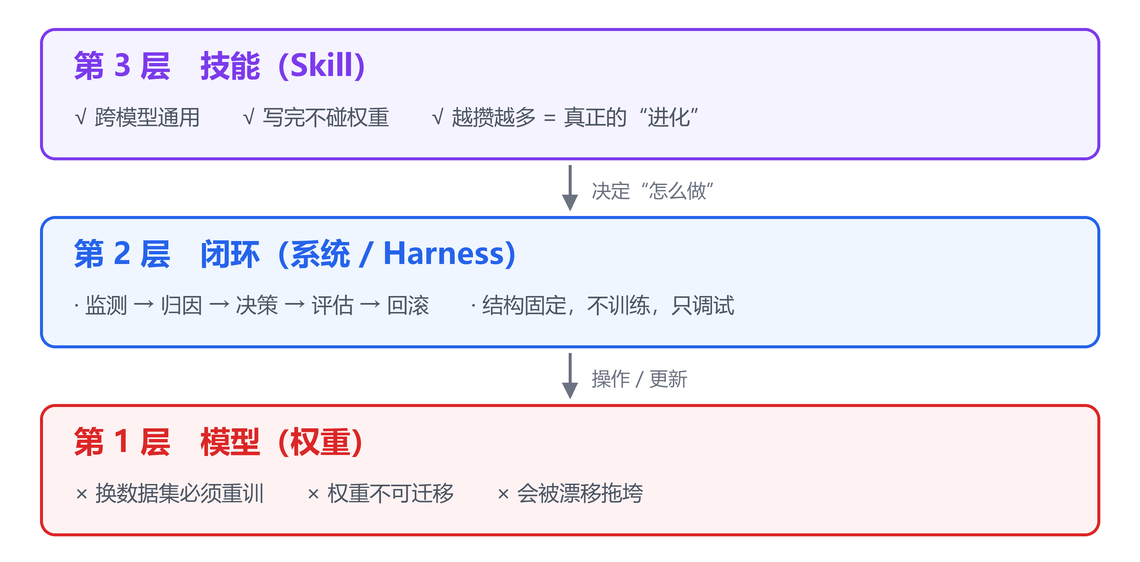 第 3 层 技能（Skill）
√ 跨模型通用 √ 写完不碰权重 √ 越攒越多 = 真正的“进化”
决定“怎么做”
第 2 层 闭环（系统 / Harness）
· 监测 → 归因 → 决策 → 评估 → 回滚 · 结构固定，不训练，只调试
操作 / 更新
第 1 层 模型（权重）
× 换数据集必须重训 × 权重不可迁移 × 会被漂移拖垮